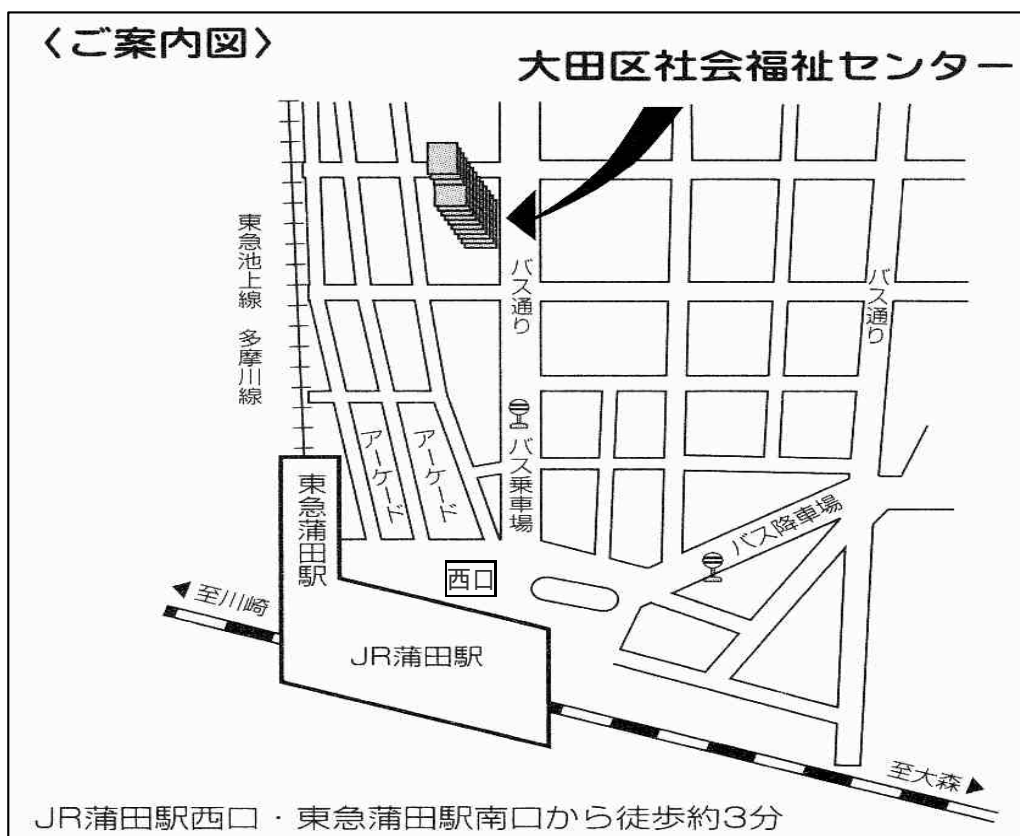 〈ご案内図〉
大田区社会福祉センター
東急池上線 多摩川線
バス通り
バス通り
アーケード
アーケード
バス乗車場
東急蒲田駅
バス降車場
西口
至川崎
JR蒲田駅
至大森
JR蒲田駅西口・東急蒲田駅南口から徒歩約3分